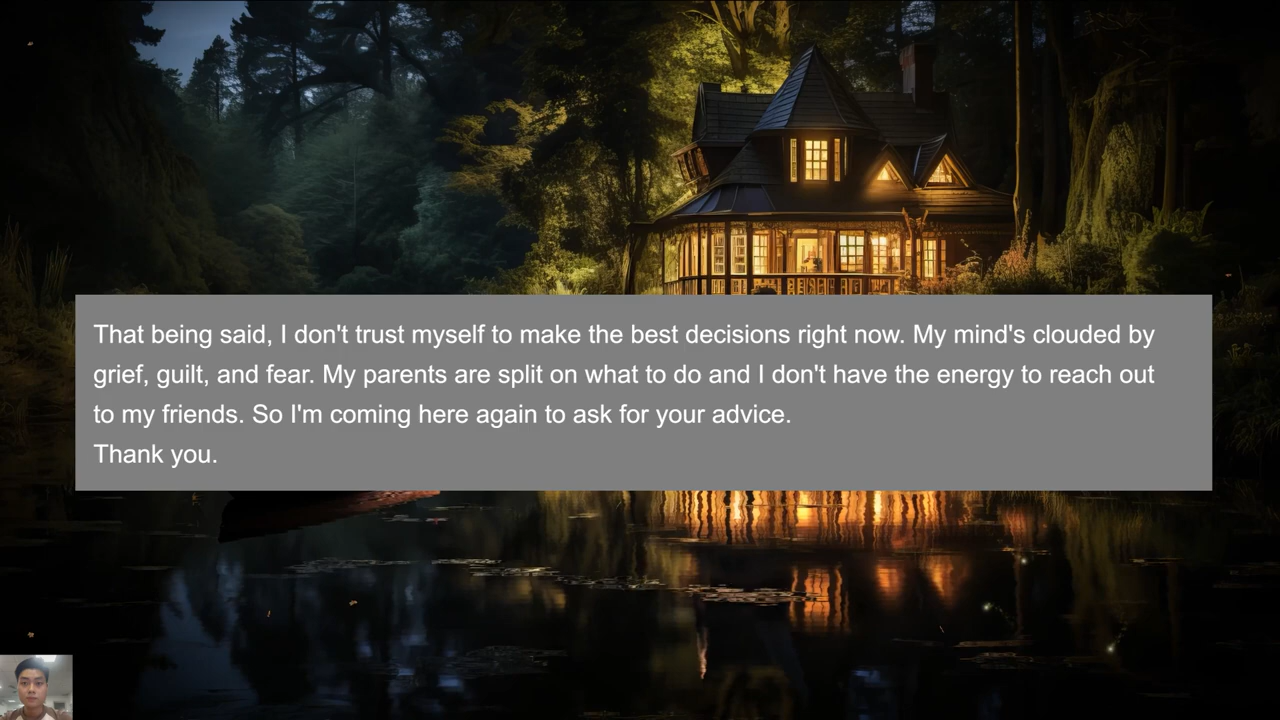 That being said, I don't trust myself to make the best decisions right now. My mind's clouded by
grief, guilt, and fear. My parents are split on what to do and I don't have the energy to reach out
to my friends. So I'm coming here again to ask for your advice.
Thank you.